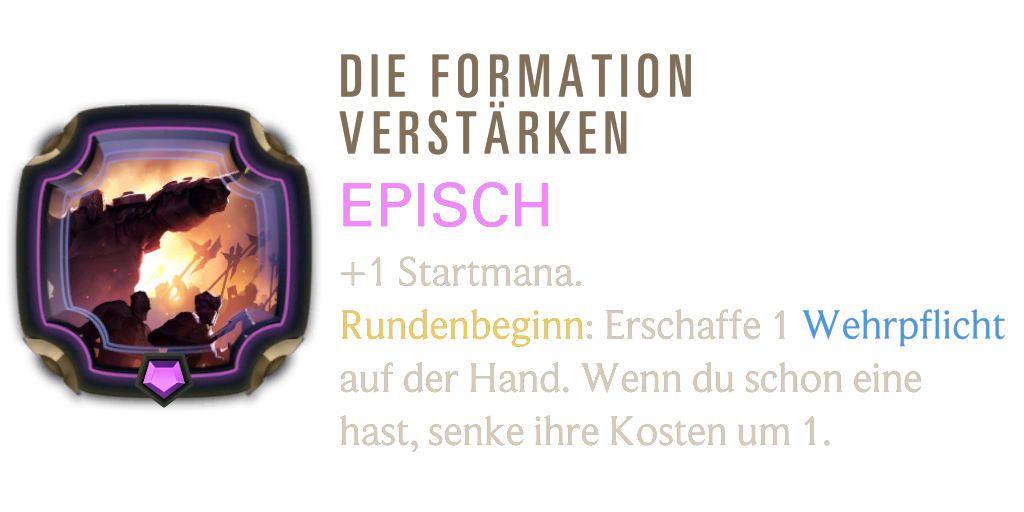 DIE FORMATION
VERSTÄRKEN
EPISCH
+1 Startmana.
Rundenbeginn: Erschaffe 1 Wehrpflicht
auf der Hand. Wenn du schon eine
hast, senke ihre Kosten um 1.